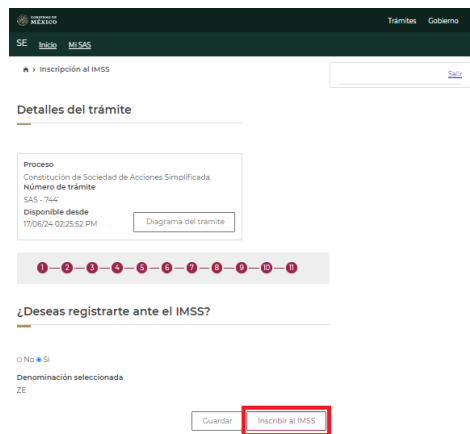 GOBIERNO DE
MÉXICO
Trámites Gobierno
SE Inicio Mi SAS
> Inscripción al IMSS
Salir
Detalles del trámite
Proceso
Constitución de Sociedad de Acciones Simplificada
Número de trámite
SAS - 744
Disponible desde
17/06/24 02:25:52 PM
Diagrama del trámite
1 2 3 4 5 6 7 8 9 10 11
¿Deseas registrarte ante el IMSS?
No Si
Denominación seleccionada
ZE
Guardar Inscribir al IMSS